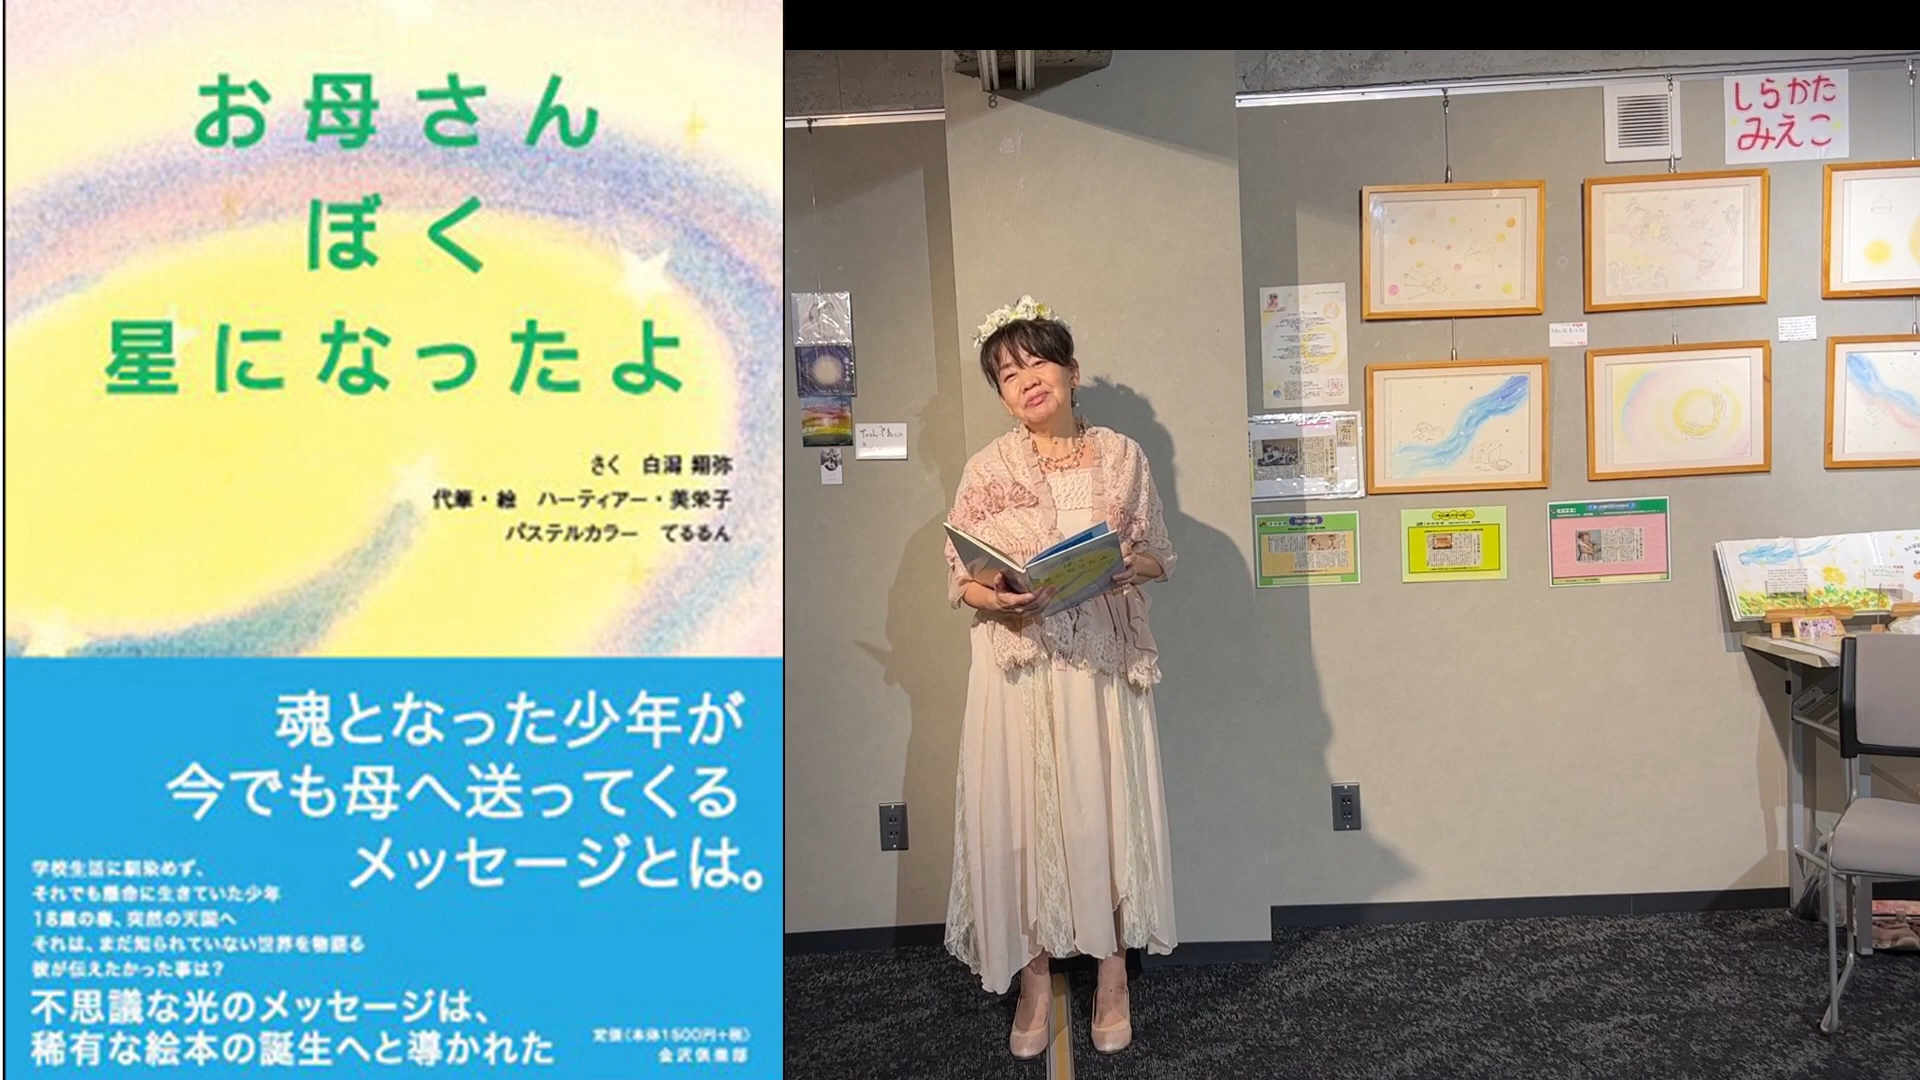 お母さん
ぼく
星になったよ
さく 白潟 翔弥
代筆・絵 ハーティアー・美栄子
パステルカラー てるるん
魂となった少年が
今でも母へ送ってくる
メッセージとは。
学校生活に馴染めず、
それでも懸命に生きていた少年
18歳の春、突然の天国へ
それは、まだ知られていない世界を物語る
彼が伝えたかった事は?
不思議な光のメッセージは、
稀有な絵本の誕生へと導かれた
定価(本体1500円+税)
金沢倶楽部
8
しらかた
みえこ
石川